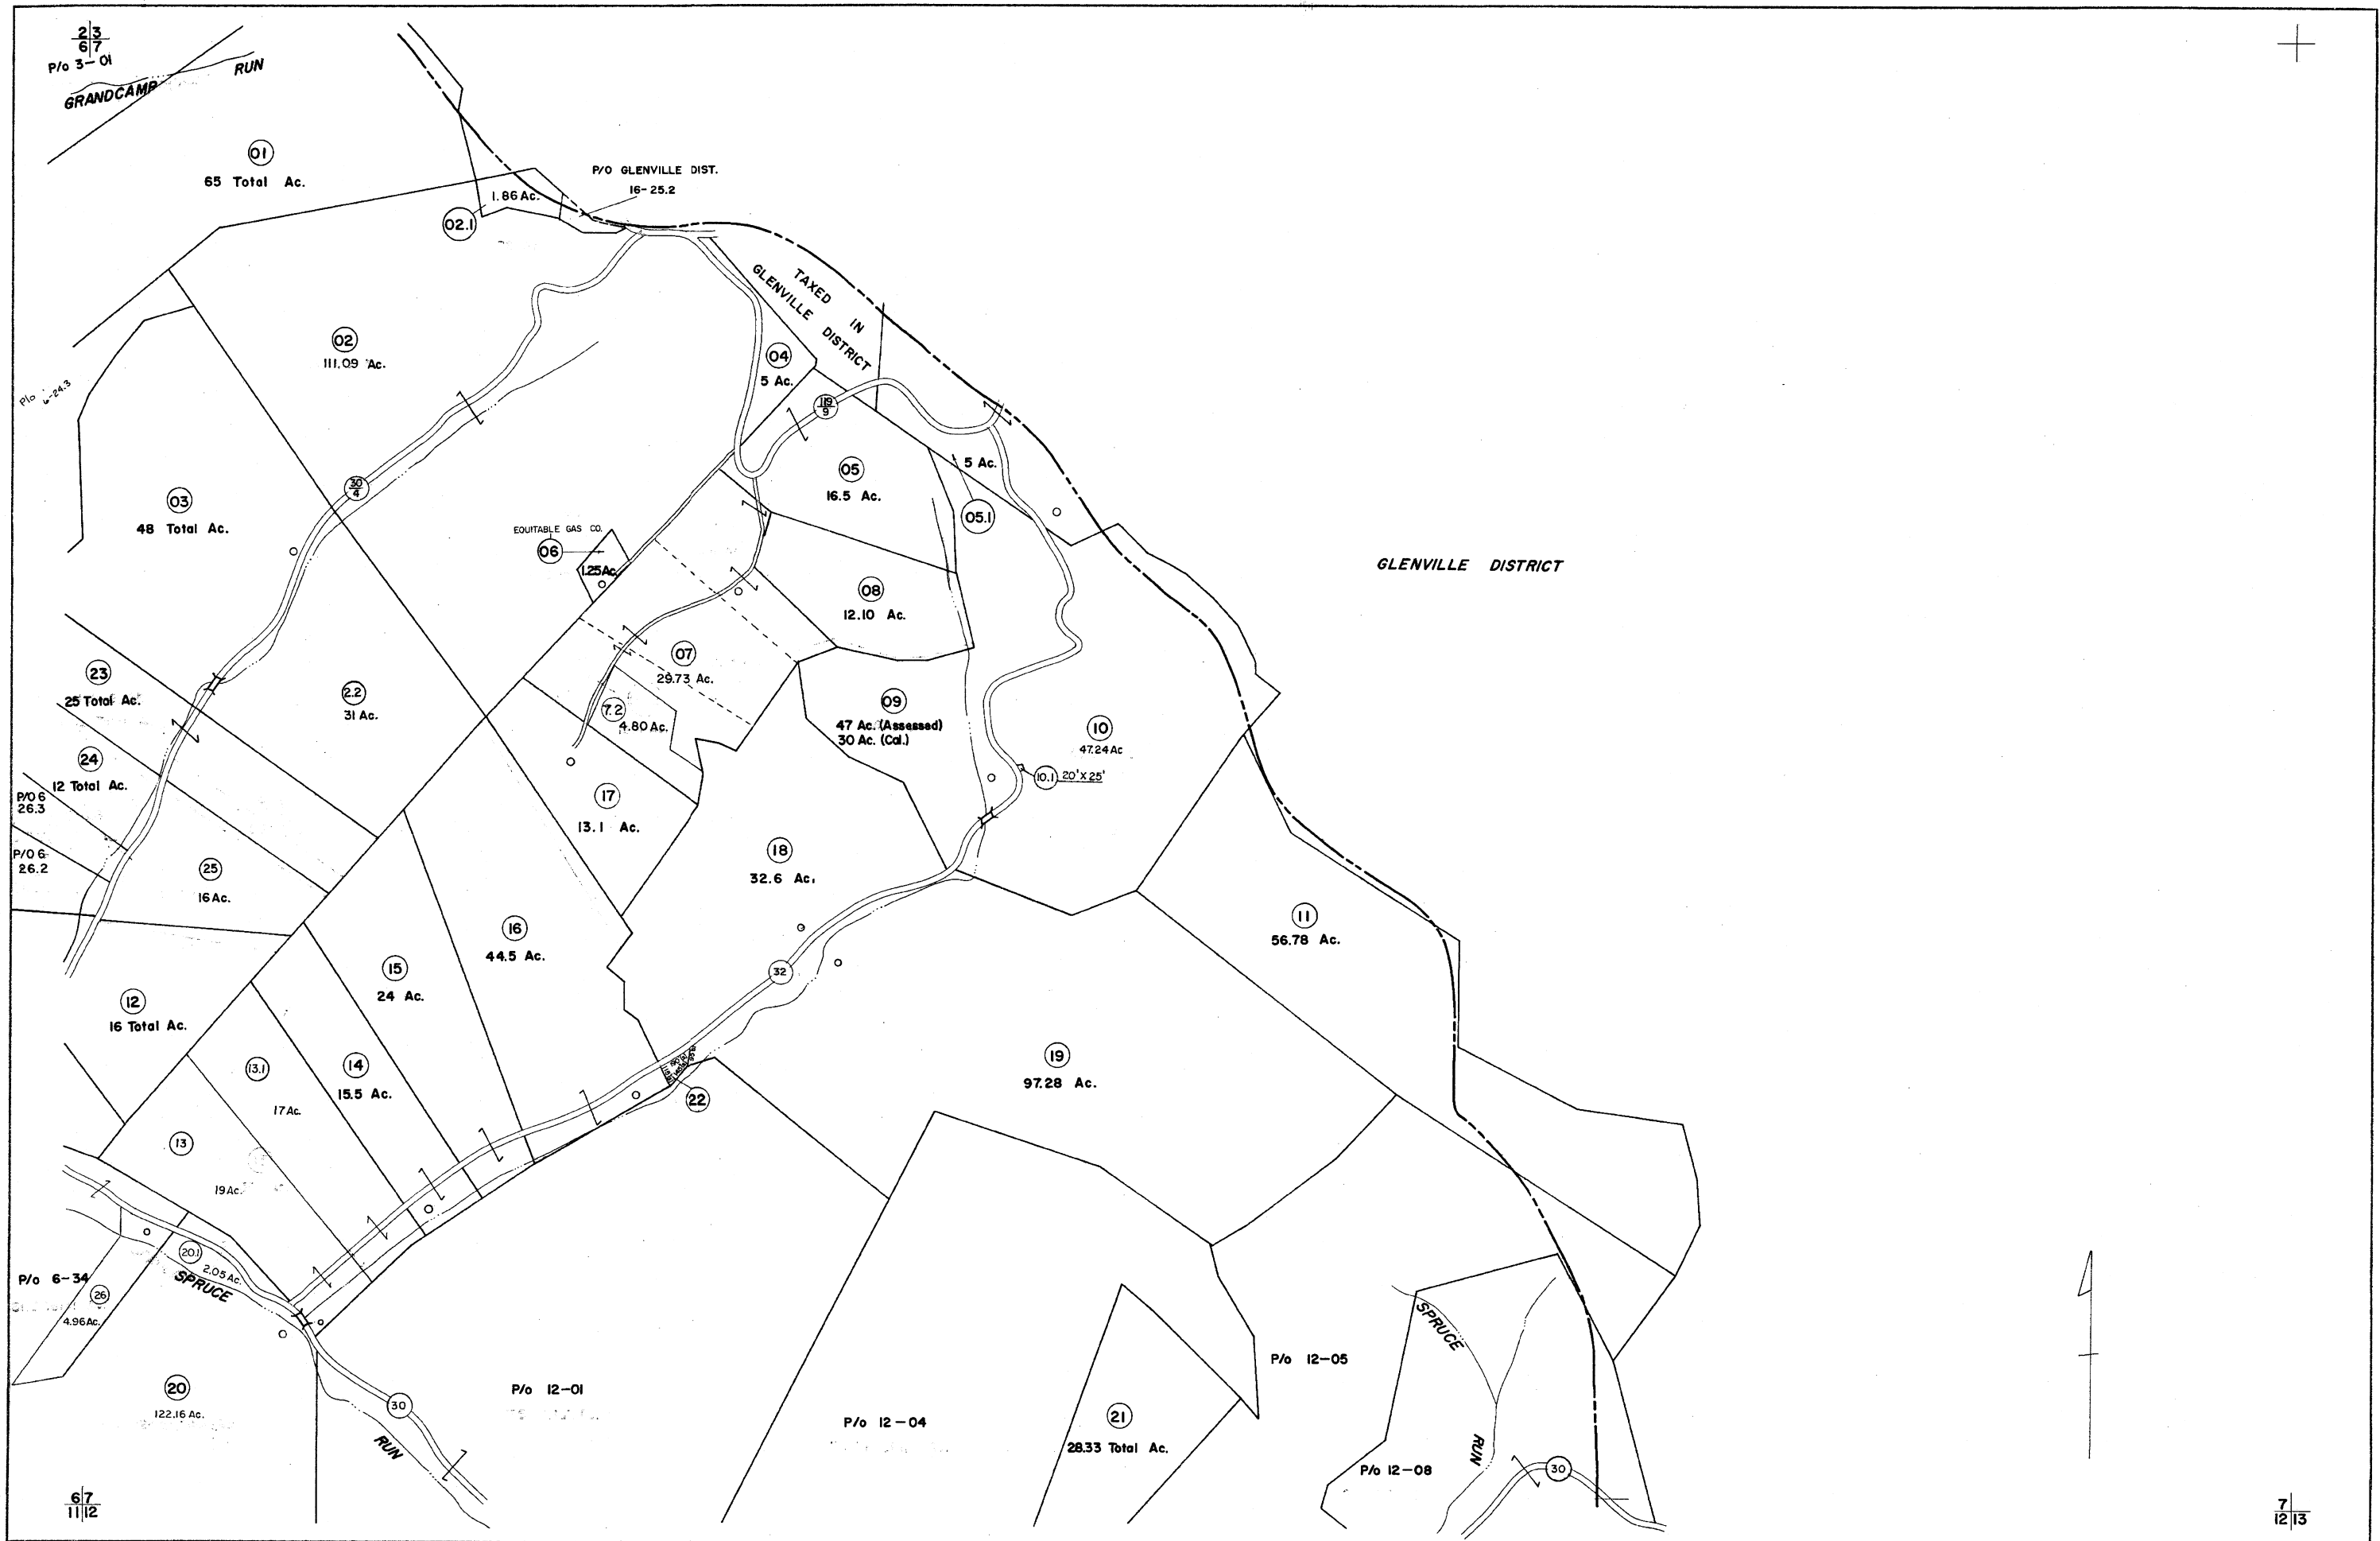 2 3
6 7
P/o 3-01
GRANDCAMP RUN
01
65 Total Ac.
P/O GLENVILLE DIST.
16-25.2
1.86 Ac.
02.1
TAXED IN
GLENVILLE DISTRICT
02
111.09 Ac.
04
5 Ac.
P/o 6-24.3
119
9
05
16.5 Ac.
5 Ac.
05.1
30
4
03
48 Total Ac.
EQUITABLE GAS CO.
06
1.25 Ac.
GLENVILLE DISTRICT
08
12.10 Ac.
07
29.73 Ac.
23
25 Total Ac.
2.2
31 Ac.
7.2
4.80 Ac.
09
47 Ac. (Assessed)
30 Ac. (Cal.)
10
47.24 Ac
10.1 20' X 25'
24
12 Total Ac.
P/O 6
26.3
17
13.1 Ac.
P/O 6-
26.2
25
16 Ac.
18
32.6 Ac.
11
56.78 Ac.
16
44.5 Ac.
15
24 Ac.
32
12
16 Total Ac.
19
97.28 Ac.
13.1
17 Ac.
14
15.5 Ac.
22
13
19 Ac.
20.1
2.05 Ac.
P/o 6-34
26
4.96 Ac.
SPRUCE
RUN
20
122.16 Ac.
30
P/o 12-01
P/o 12-04
21
28.33 Total Ac.
P/o 12-05
SPRUCE
RUN
P/o 12-08
30
6 7
11 12
7
12 13